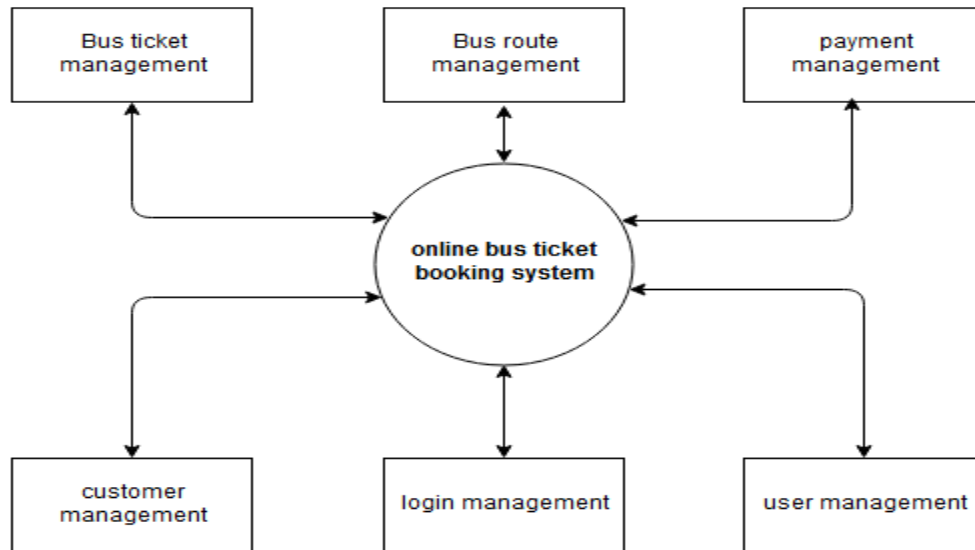 Bus ticket
management
Bus route
management
payment
management
online bus ticket
booking system
customer
management
login management
user management